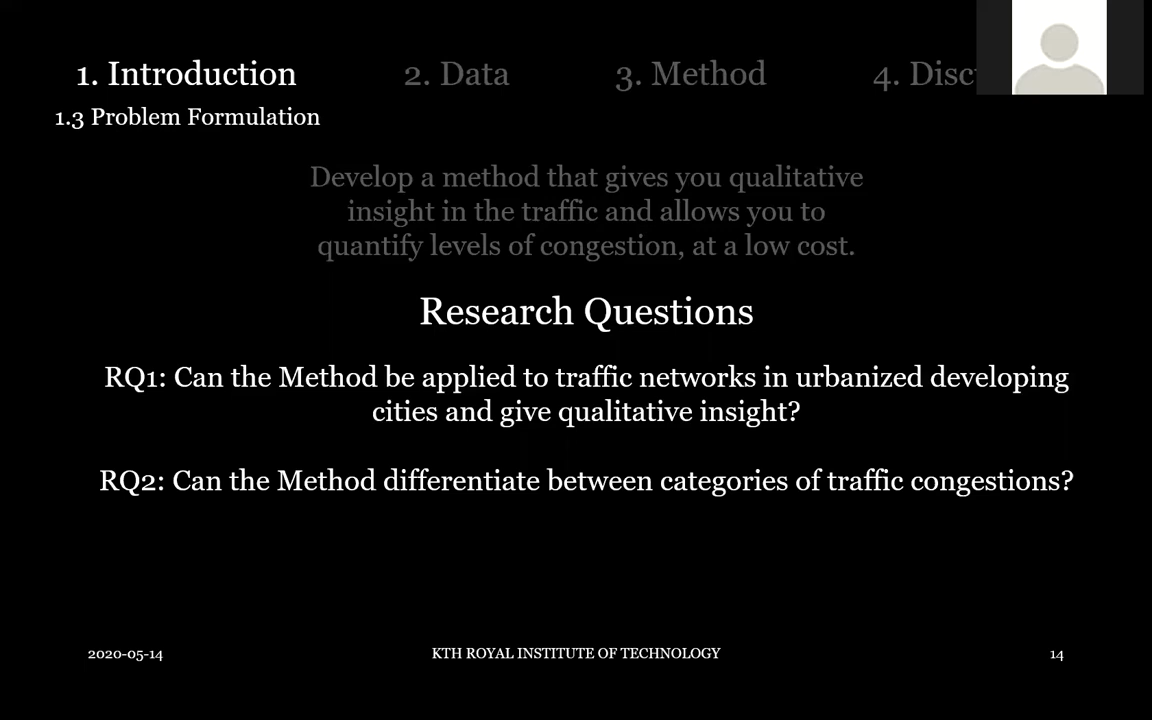 1. Introduction 2. Data 3. Method 4.
1.3 Problem Formulation
Develop a method that gives you qualitative
insight in the traffic and allows you to
quantify levels of congestion, at a low cost.
Research Questions
RQ1: Can the Method be applied to traffic networks in urbanized developing
cities and give qualitative insight?
RQ2: Can the Method differentiate between categories of traffic congestions?
2020-05-14 KTH ROYAL INSTITUTE OF TECHNOLOGY 14